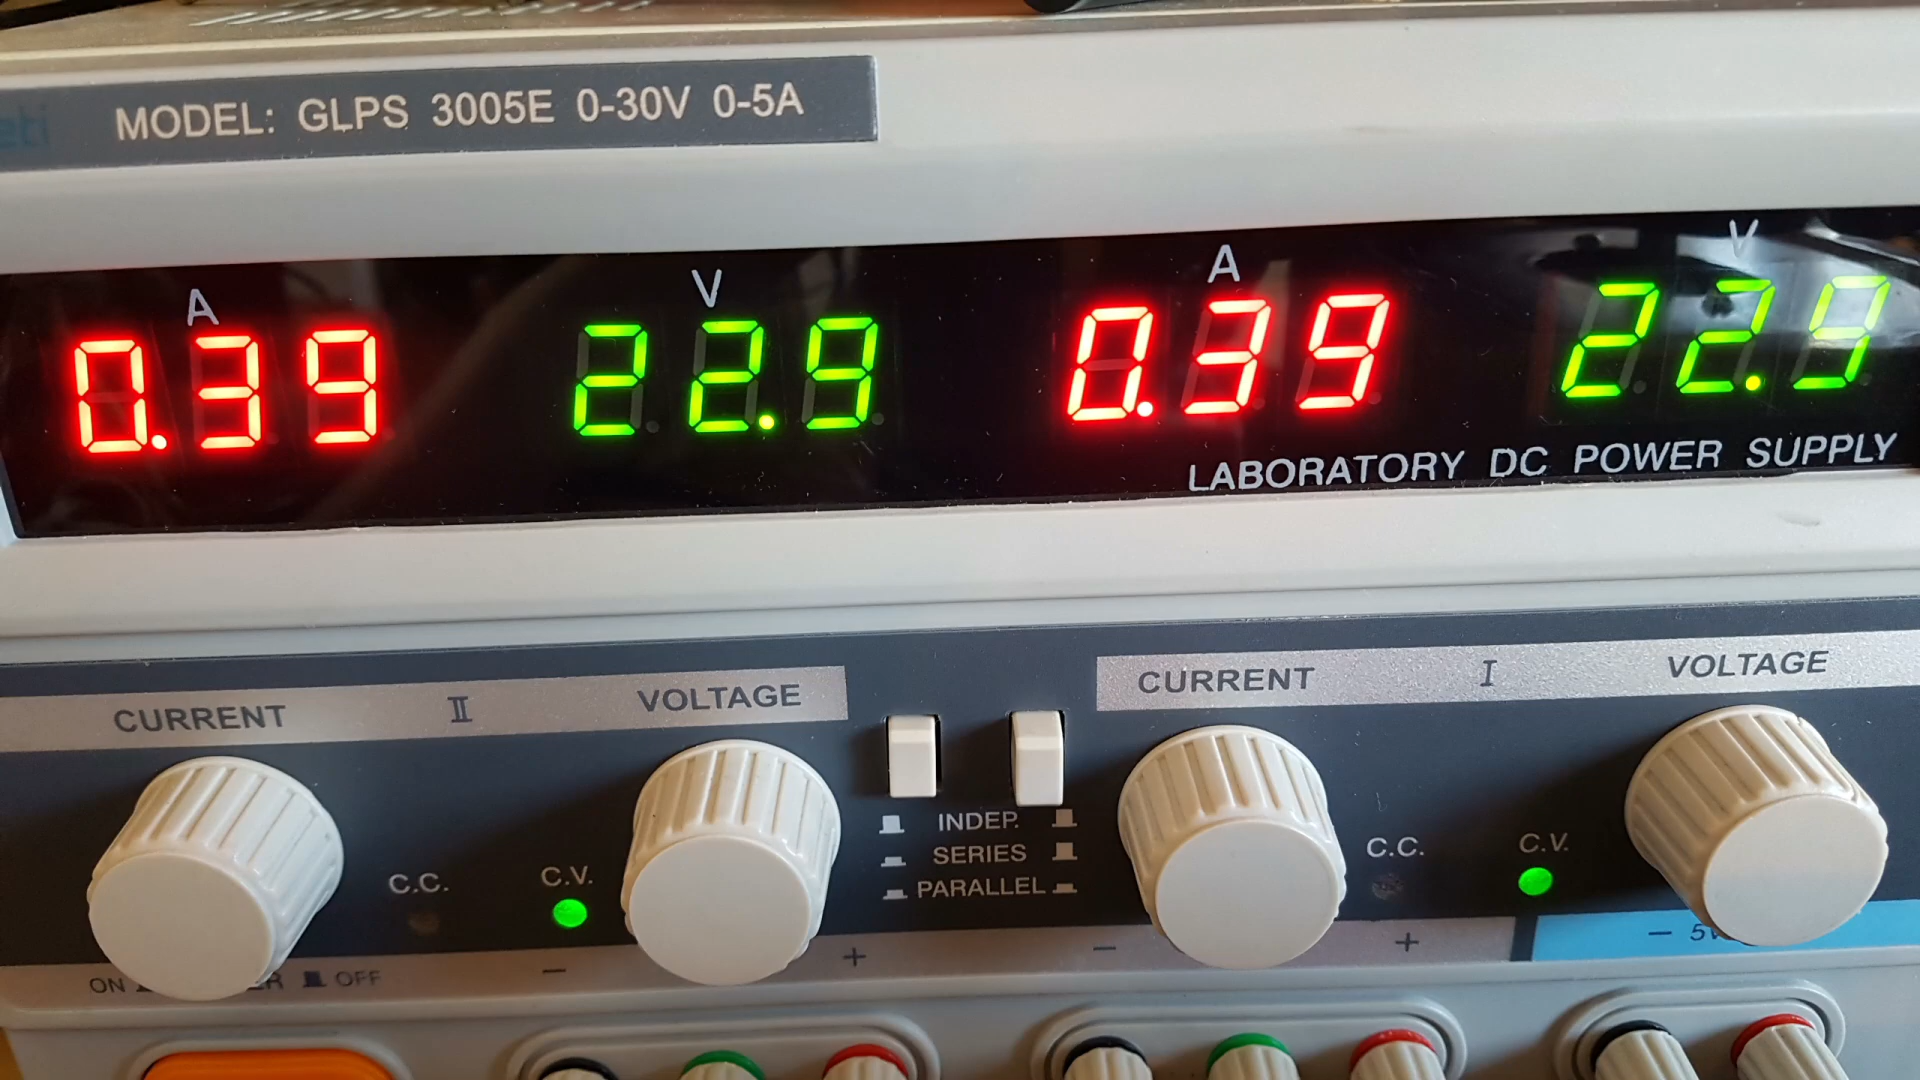 eti MODEL: GLPS 3005E 0-30V 0-5A
A V A V
0.39 22.9 0.39 22.9
LABORATORY DC POWER SUPPLY
CURRENT II VOLTAGE
CURRENT I VOLTAGE
INDEP.
SERIES
PARALLEL
C.C. C.V.
C.C. C.V.
- + - + -
ON OFF